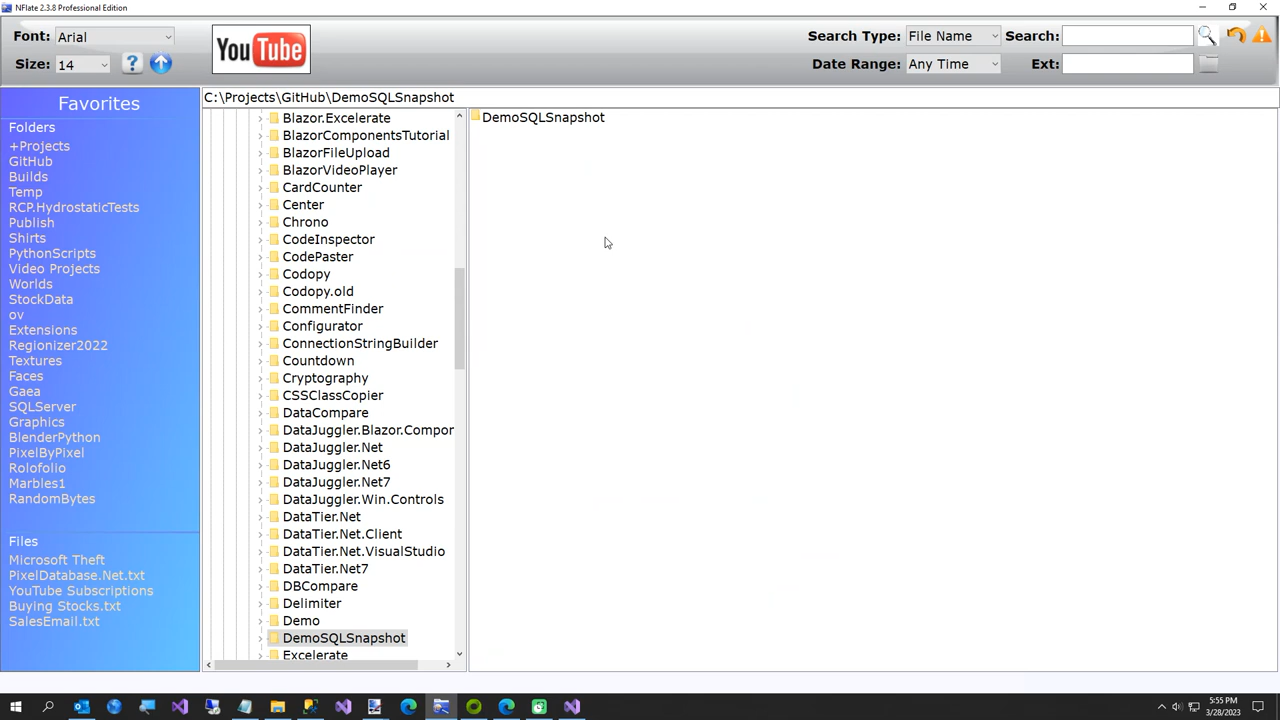 NFlate 2.3.8 Professional Edition
Font: Arial
Size: 14
?
YouTube
Search Type: File Name
Search:
Date Range: Any Time
Ext:
Favorites
Folders
+Projects
GitHub
Builds
Temp
RCP.HydrostaticTests
Publish
Shirts
PythonScripts
Video Projects
Worlds
StockData
ov
Extensions
Regionizer2022
Textures
Faces
Gaea
SQLServer
Graphics
BlenderPython
PixelByPixel
Rolofolio
Marbles1
RandomBytes
Files
Microsoft Theft
PixelDatabase.Net.txt
YouTube Subscriptions
Buying Stocks.txt
SalesEmail.txt
C:\Projects\GitHub\DemoSQLSnapshot
Blazor.Excelerate
BlazorComponentsTutorial
BlazorFileUpload
BlazorVideoPlayer
CardCounter
Center
Chrono
CodeInspector
CodePaster
Codopy
Codopy.old
CommentFinder
Configurator
ConnectionStringBuilder
Countdown
Cryptography
CSSClassCopier
DataCompare
DataJuggler.Blazor.Compor
DataJuggler.Net
DataJuggler.Net6
DataJuggler.Net7
DataJuggler.Win.Controls
DataTier.Net
DataTier.Net.Client
DataTier.Net.VisualStudio
DataTier.Net7
DBCompare
Delimiter
Demo
DemoSQLSnapshot
Excelerate
DemoSQLSnapshot
5:55 PM
3/28/2023